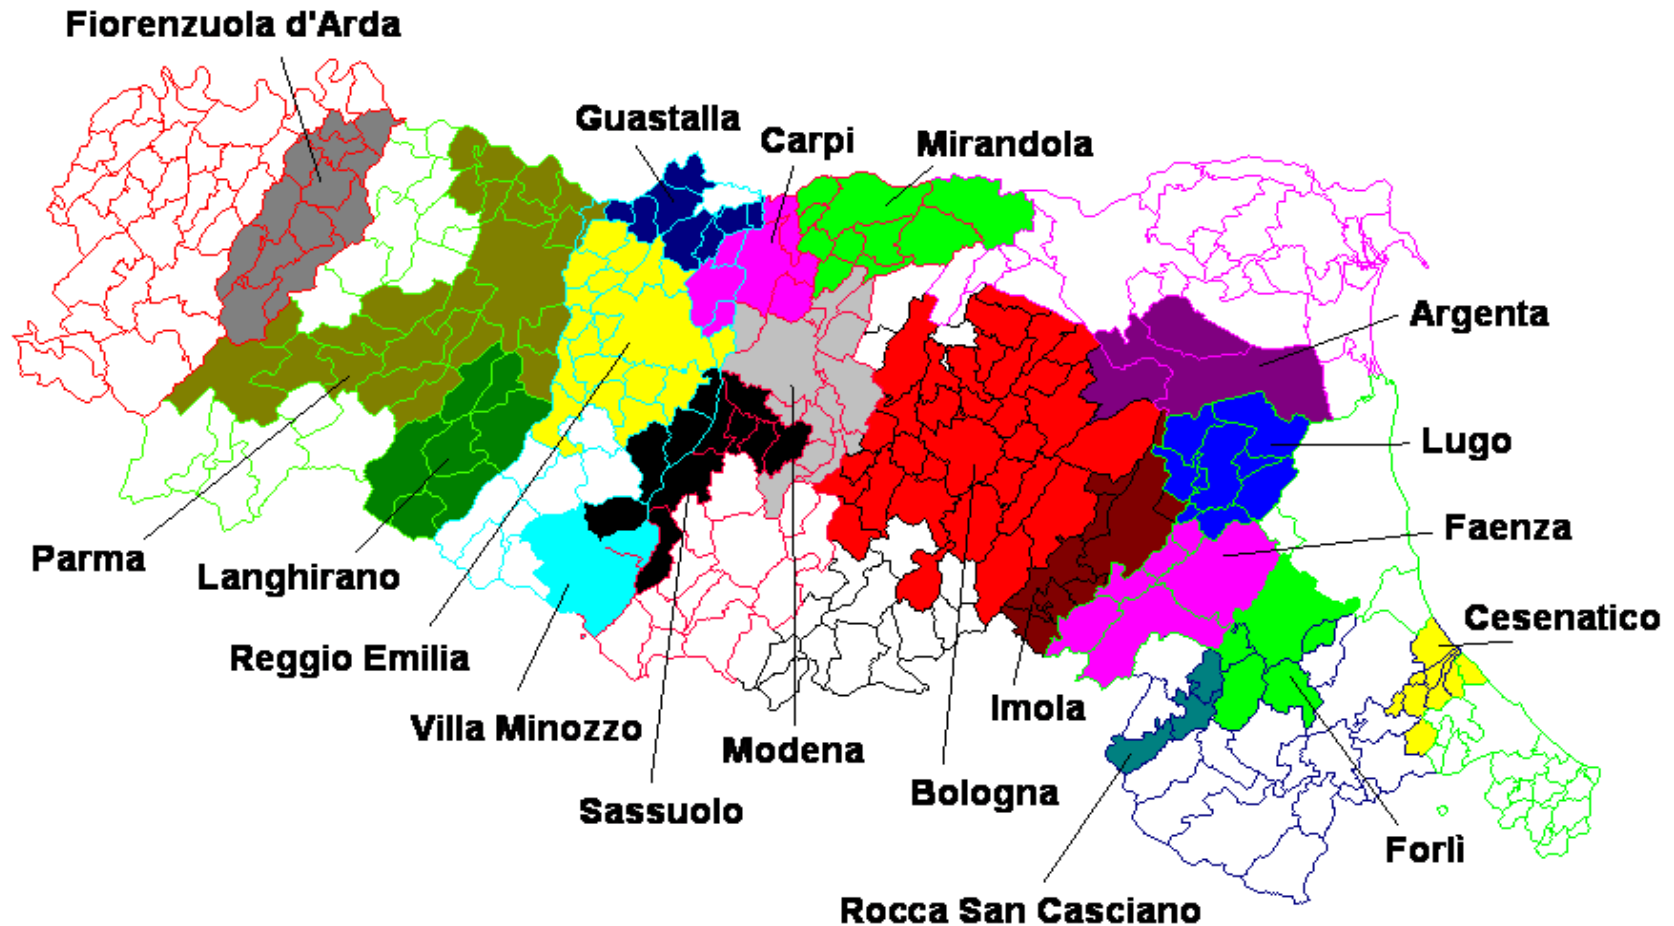 Fiorenzuola d'Arda
Guastalla
Carpi
Mirandola
Argenta
Lugo
Faenza
Parma
Langhirano
Cesenatico
Reggio Emilia
Imola
Villa Minozzo
Modena
Bologna
Sassuolo
Forlì
Rocca San Casciano